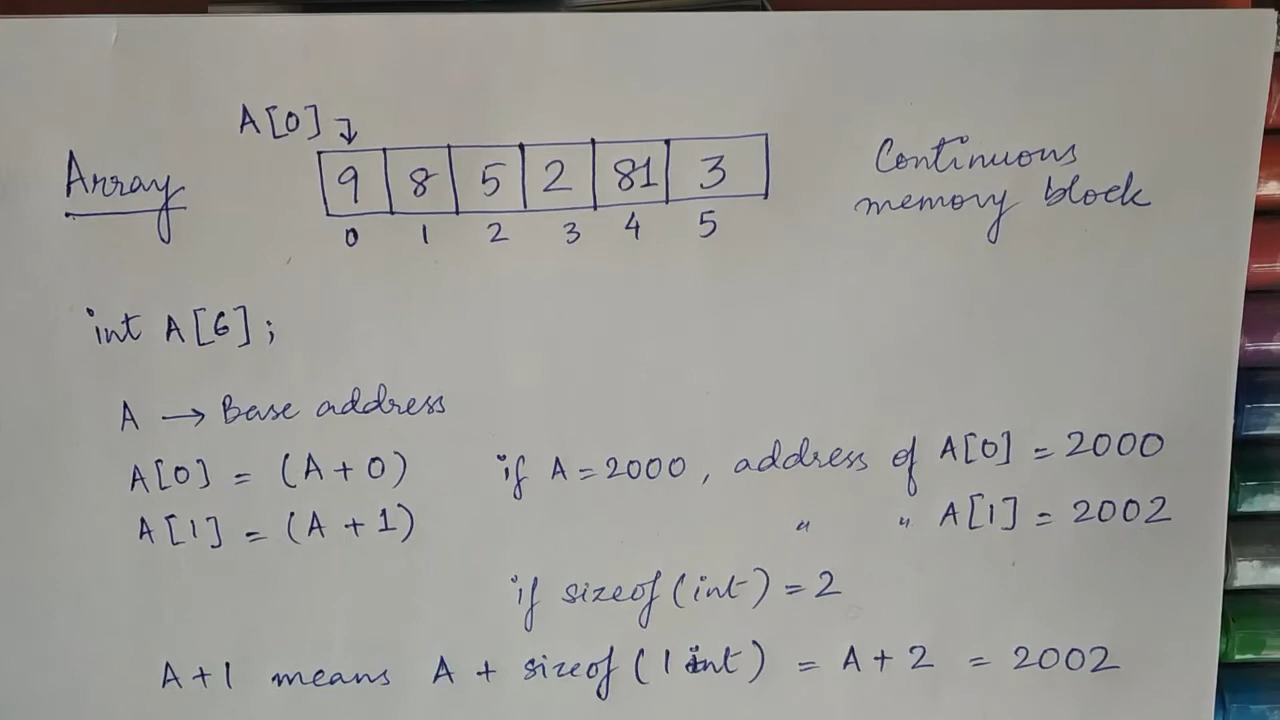 A[0]
Array 9 8 5 2 81 3 Continuous
memory block
0 1 2 3 4 5
int A[6];
A → Base address
A[0] = (A+0) if A=2000, address of A[0] = 2000
A[1] = (A+1) " " A[1] = 2002
if sizeof(int) = 2
A+1 means A + sizeof(1 int) = A+2 = 2002